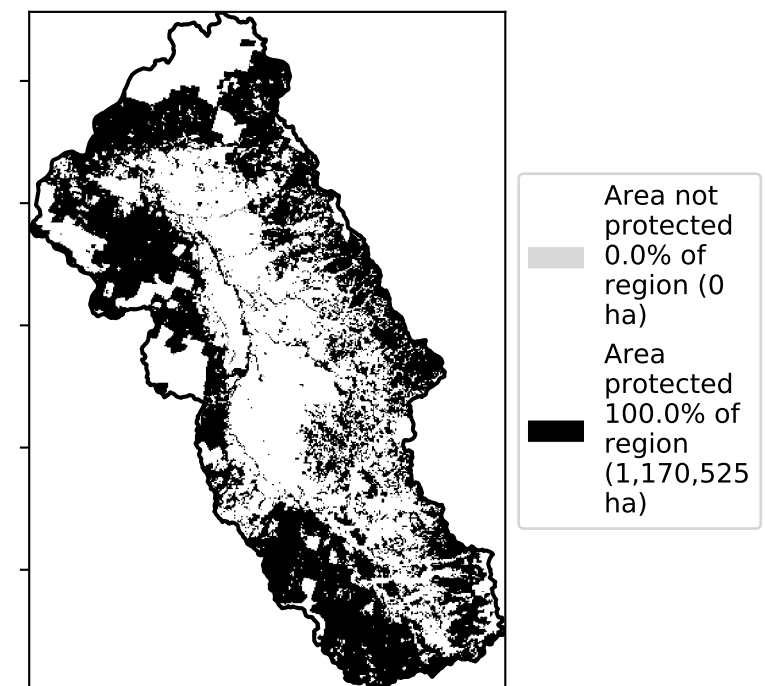 Area not
protected
0.0% of
region (0
ha)
Area
protected
100.0% of
region
(1,170,525
ha)